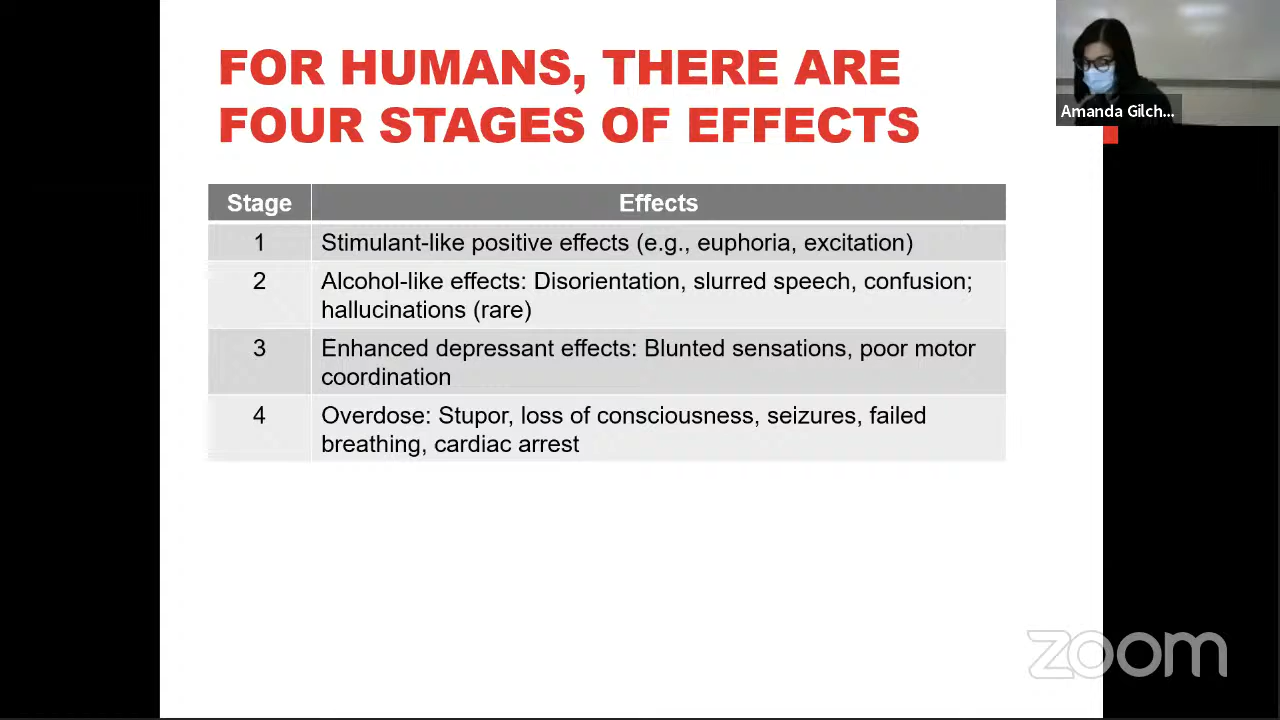 FOR HUMANS, THERE ARE
FOUR STAGES OF EFFECTS
Amanda Gilch...
Stage Effects
1 Stimulant-like positive effects (e.g., euphoria, excitation)
2 Alcohol-like effects: Disorientation, slurred speech, confusion;
hallucinations (rare)
3 Enhanced depressant effects: Blunted sensations, poor motor
coordination
4 Overdose: Stupor, loss of consciousness, seizures, failed
breathing, cardiac arrest
zoom